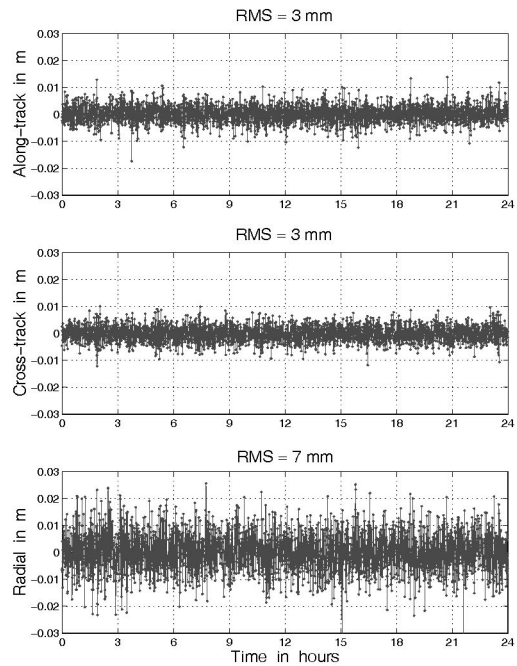 RMS = 3 mm
0.03
0.02
0.01
0
−0.01
−0.02
−0.03
Along−track in m
0 3 6 9 12 15 18 21 24
RMS = 3 mm
0.03
0.02
0.01
0
−0.01
−0.02
−0.03
Cross−track in m
0 3 6 9 12 15 18 21 24
RMS = 7 mm
0.03
0.02
0.01
0
−0.01
−0.02
−0.03
Radial in m
0 3 6 9 12 15 18 21 24
Time in hours